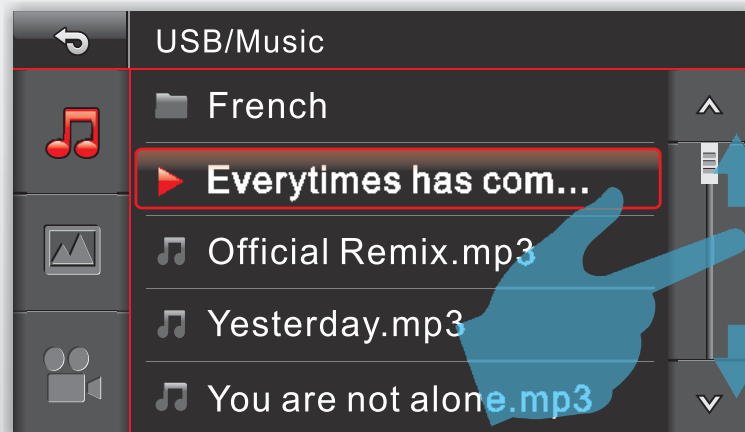 USB/Music
French
Everytimes has com...
Official Remix.mp3
Yesterday.mp3
You are not alone.mp3